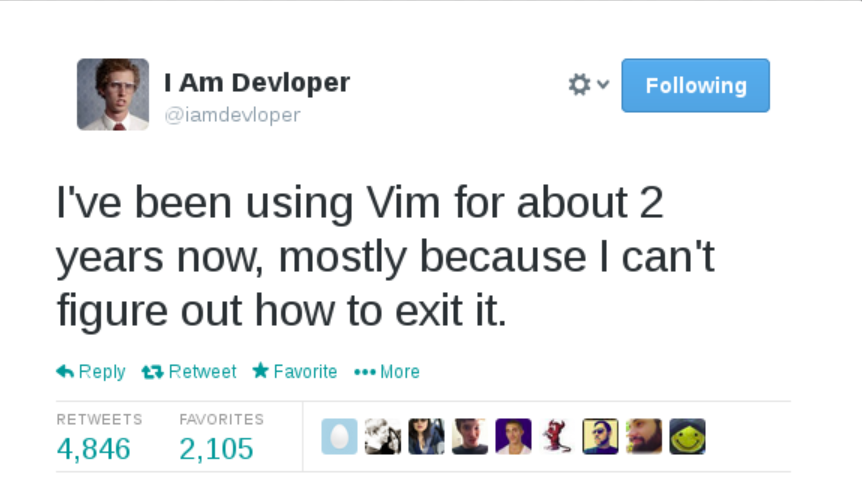 I Am Devloper
@iamdevloper
Following
I've been using Vim for about 2
years now, mostly because I can't
figure out how to exit it.
Reply Retweet Favorite More
RETWEETS FAVORITES
4,846 2,105